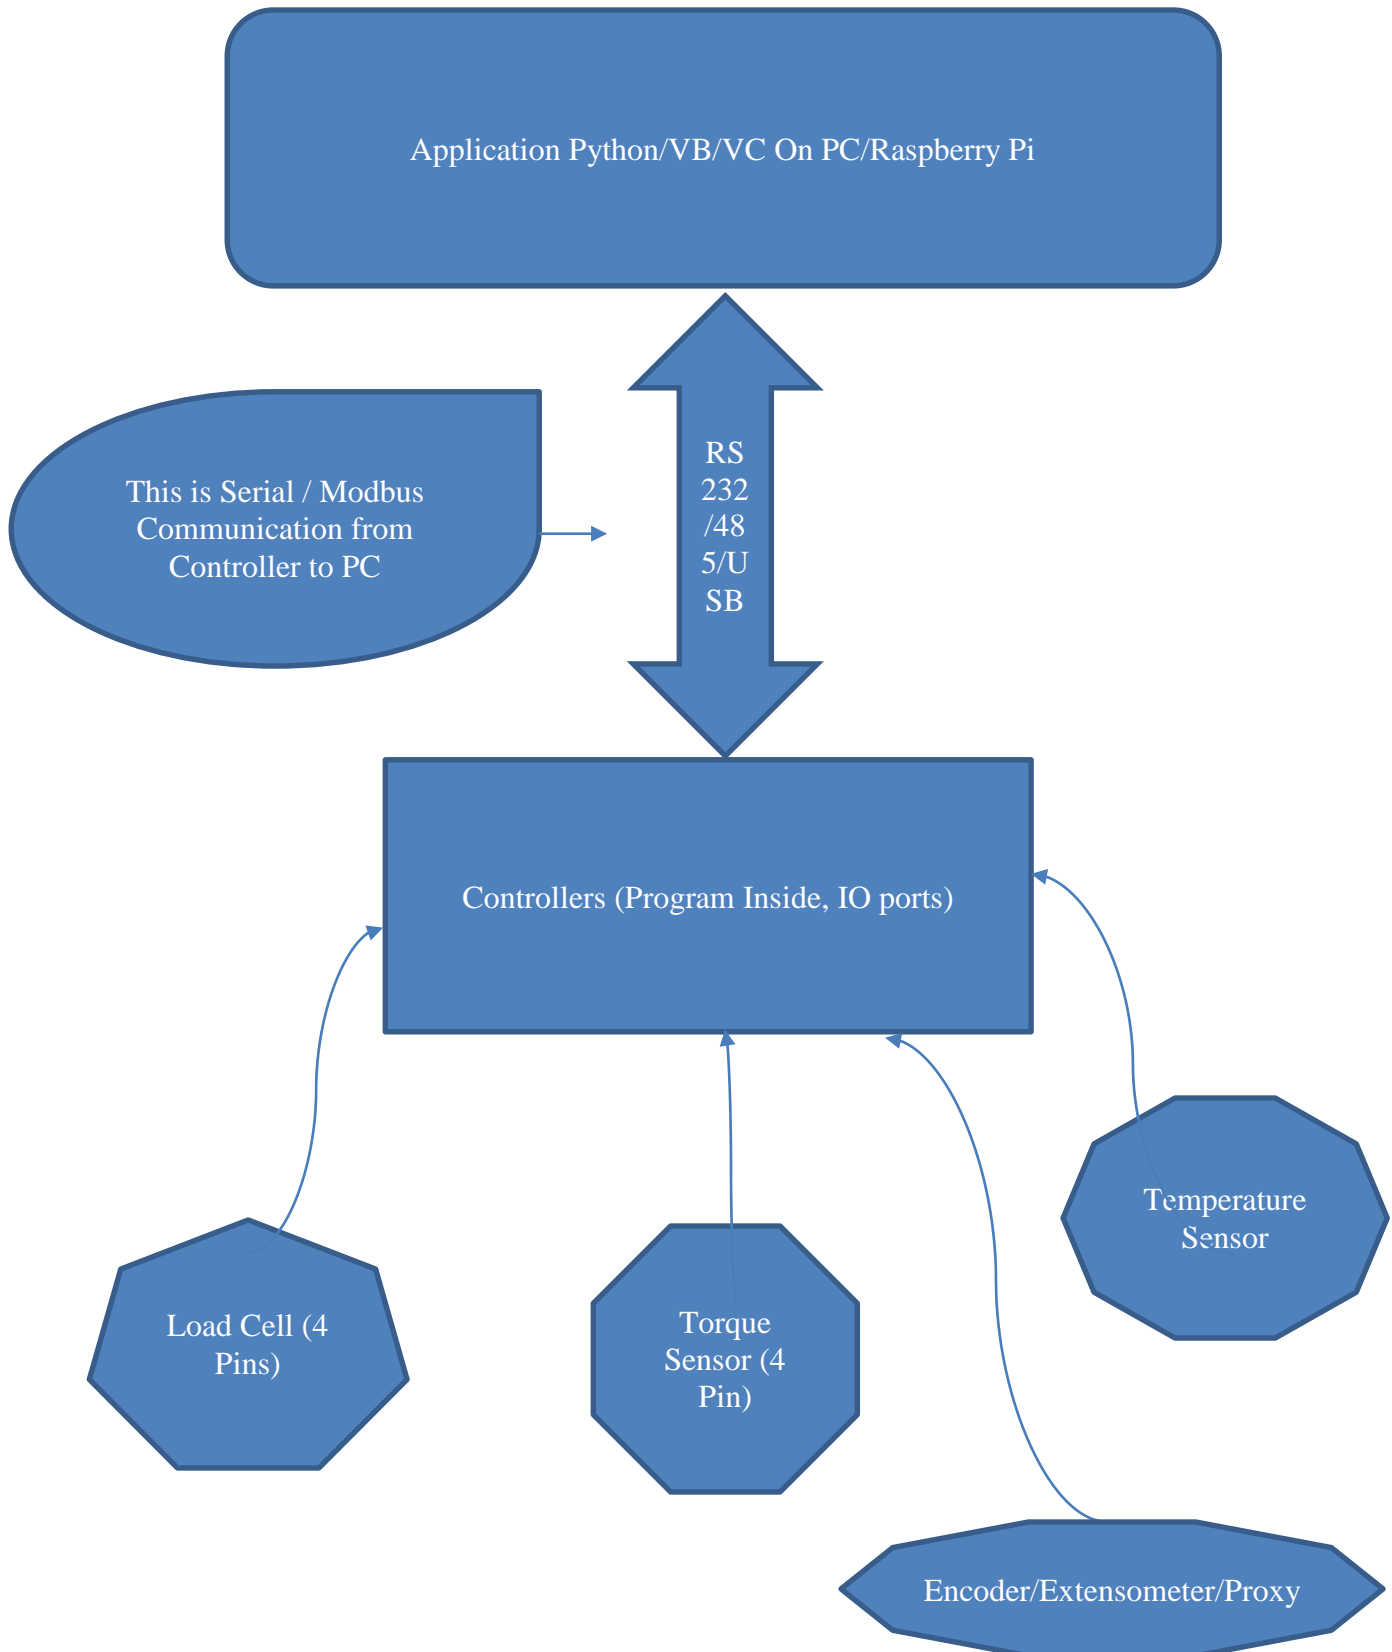 Application Python/VB/VC On PC/Raspberry Pi
RS
232
/48
5/U
SB
This is Serial / Modbus
Communication from
Controller to PC
Controllers (Program Inside, IO ports)
Temperature
Sensor
Load Cell (4
Pins)
Torque
Sensor (4
Pin)
Encoder/Extensometer/Proxy